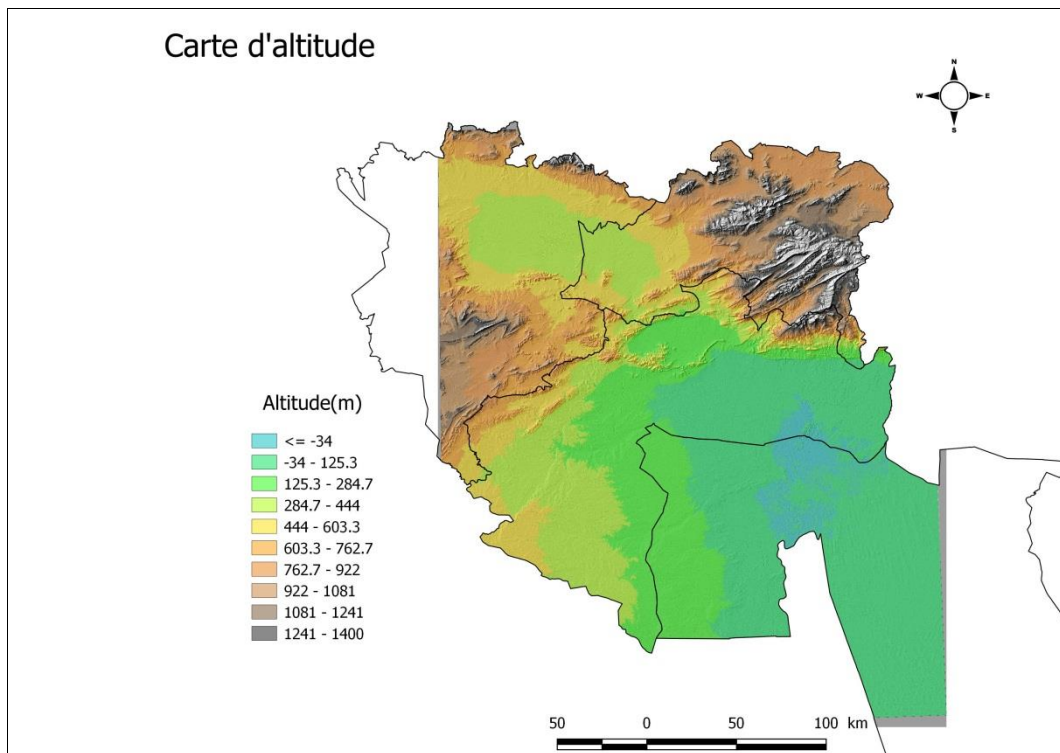 Carte d'altitude
N
W E
S
Altitude(m)
<= -34
-34 - 125.3
125.3 - 284.7
284.7 - 444
444 - 603.3
603.3 - 762.7
762.7 - 922
922 - 1081
1081 - 1241
1241 - 1400
50 0 50 100 km